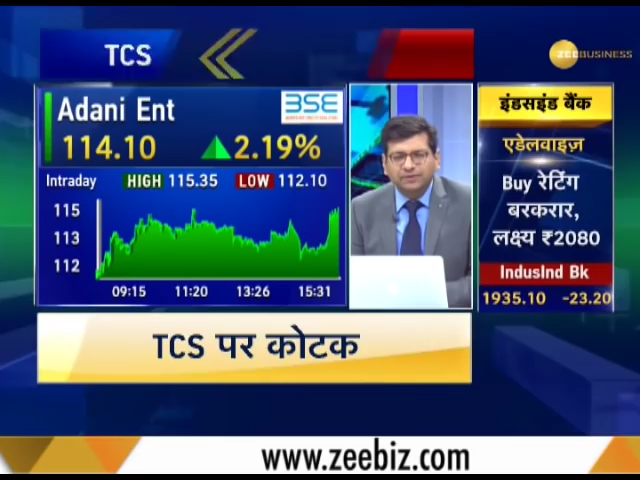 TCS
ZEE BUSINESS
Adani Ent
BSE
114.10 2.19%
Intraday HIGH 115.35 LOW 112.10
115
113
112
09:15 11:20 13:26 15:31
इंडसइंड बैंक
एडेलवाइज़
Buy रेटिंग
बरकरार,
लक्ष्य ₹2080
IndusInd Bk
1935.10 -23.20
TCS पर कोटक
www.zeebiz.com